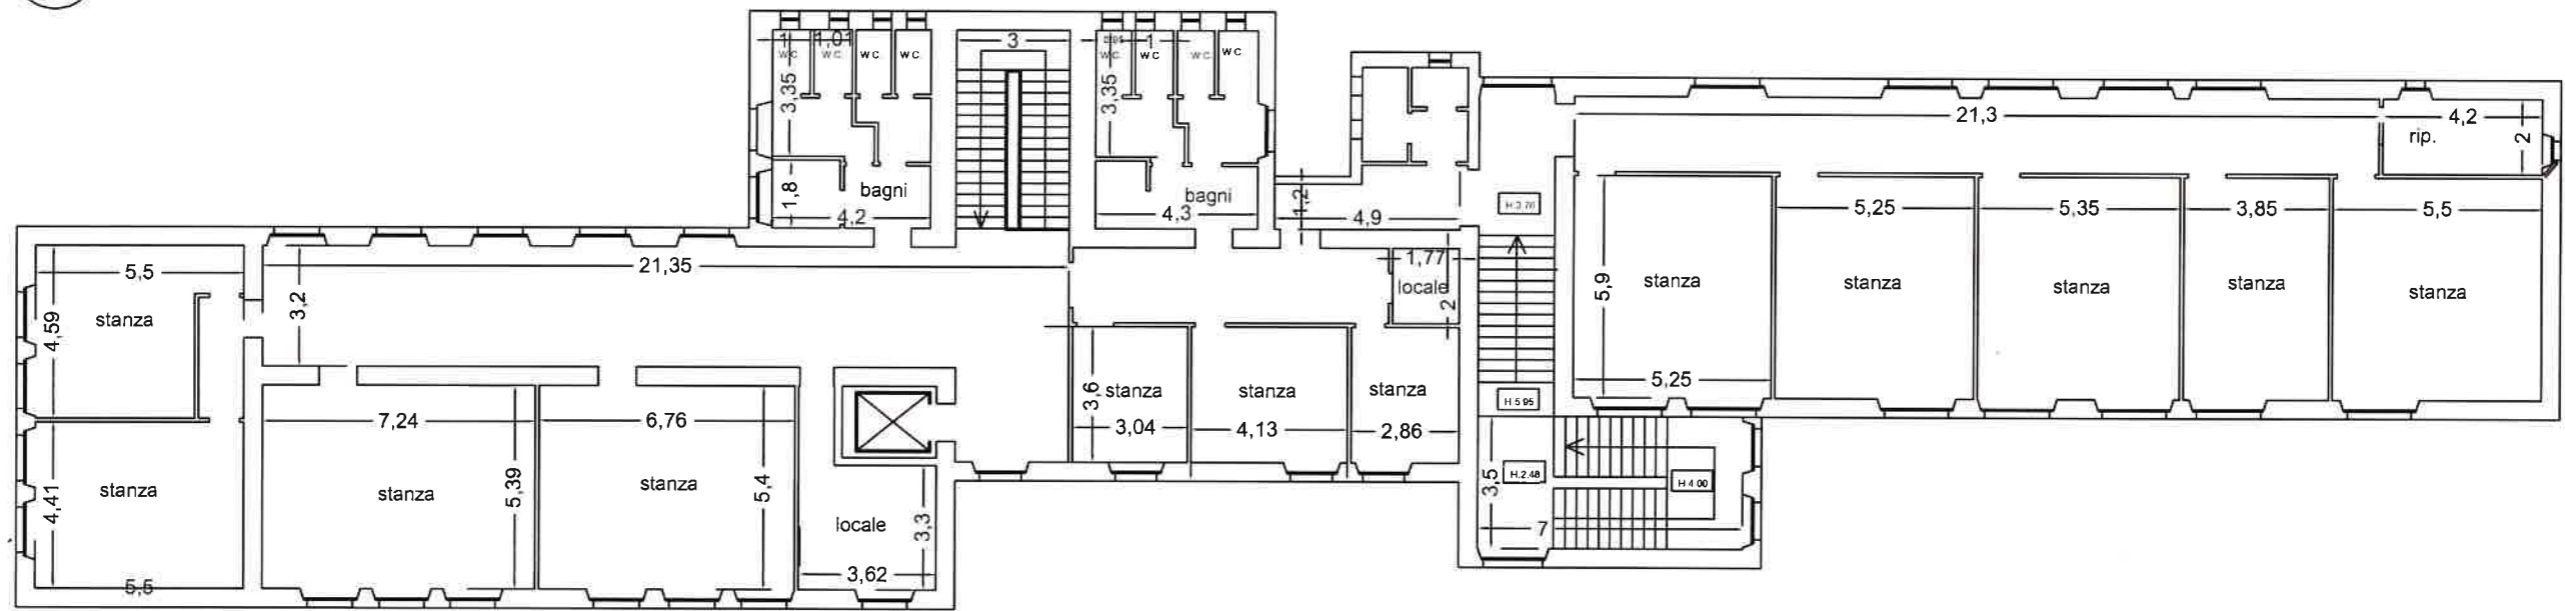 1
1,01
WC
WC
WC
WC
3,35
1,8
bagni
4,2
3
1
WC
WC
WC
WC
3,35
bagni
4,3
1,2
4,9
H.3.76
21,3
4,2
rip.
2
5,5
stanza
4,59
3,2
21,35
1,77
locale
2
5,9
stanza
5,25
5,25
stanza
5,35
stanza
3,85
stanza
5,5
stanza
4,41
stanza
5,5
7,24
stanza
5,39
6,76
stanza
5,4
locale
3,3
3,62
3,6
stanza
3,04
stanza
4,13
stanza
2,86
H.5.95
3,5
H.2.48
H 4.00
7